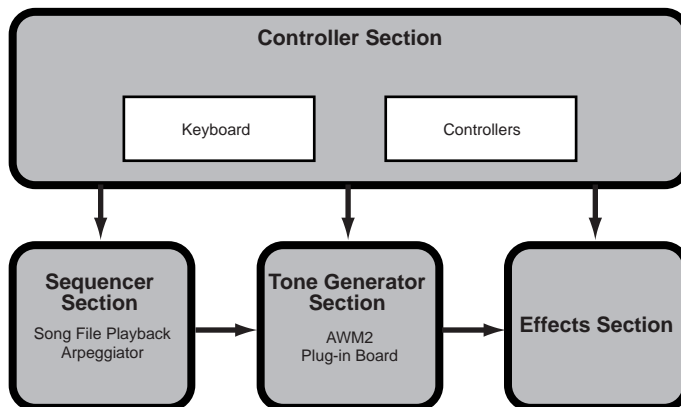 Controller Section
Keyboard
Controllers
Sequencer
Section
Song File Playback
Arpeggiator
Tone Generator
Section
AWM2
Plug-in Board
Effects Section